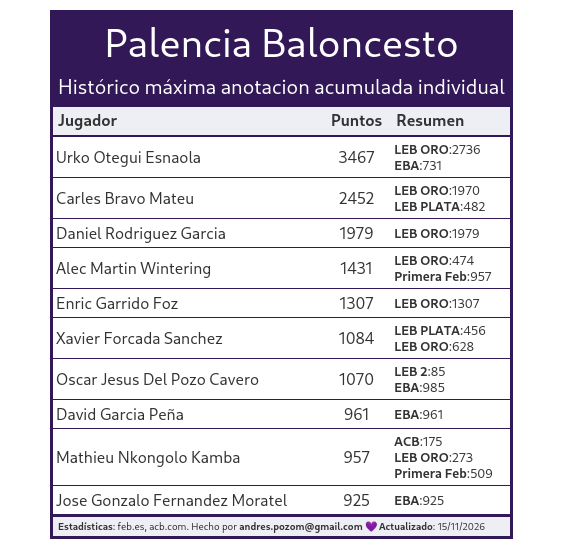 Palencia Baloncesto
Histórico máxima anotacion acumulada individual
Jugador Puntos Resumen
Urko Otegui Esnaola 3467 LEB ORO:2736
EBA:731
Carles Bravo Mateu 2452 LEB ORO:1970
LEB PLATA:482
Daniel Rodriguez Garcia 1979 LEB ORO:1979
Alec Martin Wintering 1431 LEB ORO:474
Primera Feb:957
Enric Garrido Foz 1307 LEB ORO:1307
Xavier Forcada Sanchez 1084 LEB PLATA:456
LEB ORO:628
Oscar Jesus Del Pozo Cavero 1070 LEB 2:85
EBA:985
David Garcia Peña 961 EBA:961
Mathieu Nkongolo Kamba 957 ACB:175
LEB ORO:273
Primera Feb:509
Jose Gonzalo Fernandez Moratel 925 EBA:925
Estadísticas: feb.es, acb.com. Hecho por andres.pozom@gmail.com 💜 Actualizado: 15/11/2026